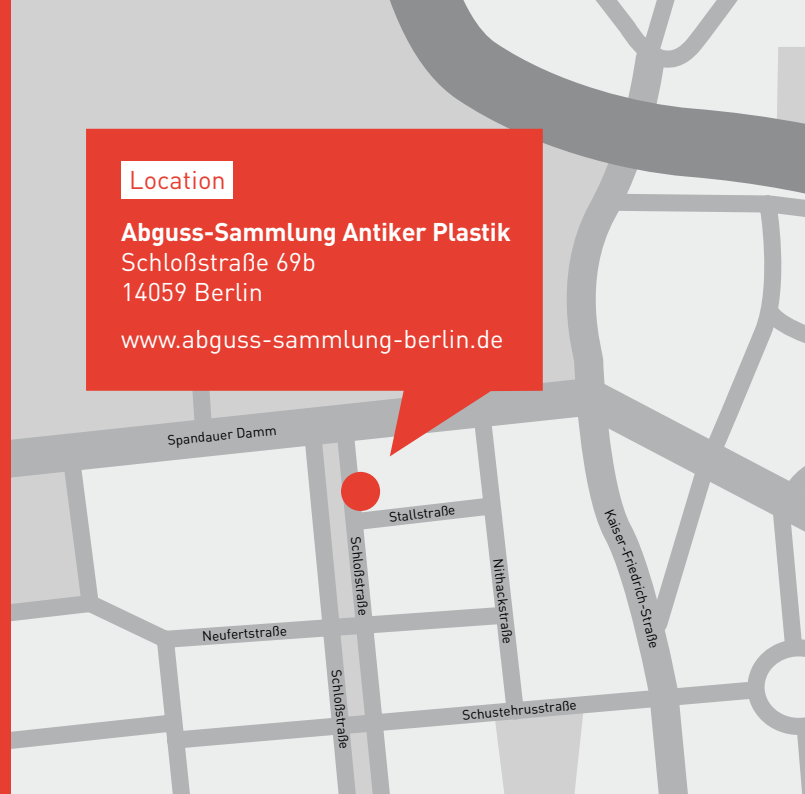 Location
Abguss-Sammlung Antiker Plastik
Schloßstraße 69b
14059 Berlin
www.abguss-sammlung-berlin.de
Spandauer Damm
Stallstraße
Schloßstraße
Nithackstraße
Kaiser-Friedrich-Straße
Neufertstraße
Schloßstraße
Schustehrusstraße